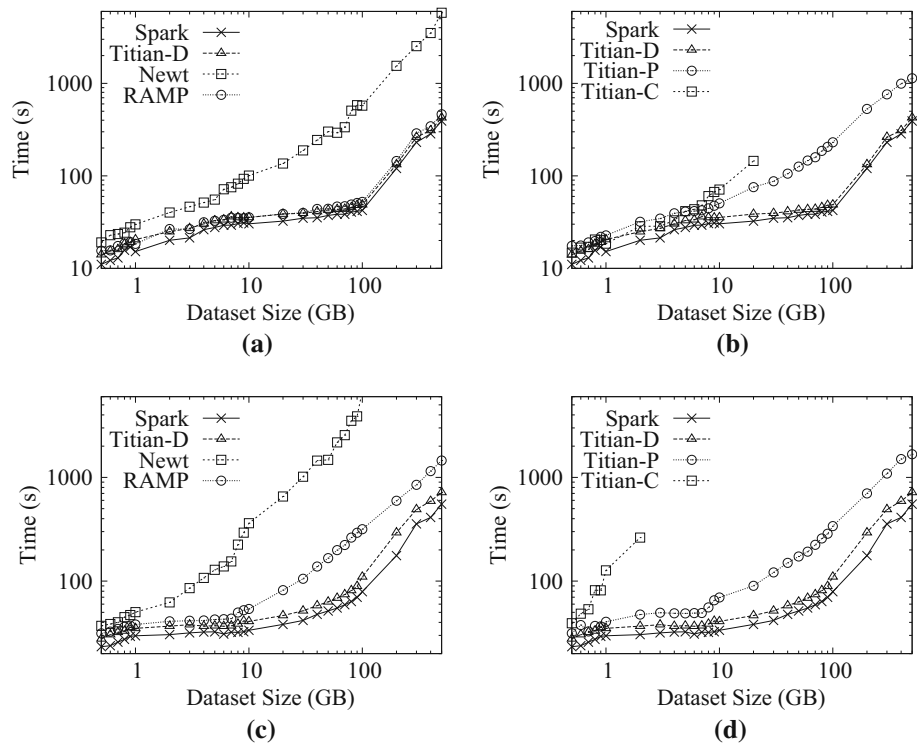 Spark
Titian-D
Newt
RAMP
1000
100
10
Time (s)
1 10 100
Dataset Size (GB)
(a)
Spark
Titian-D
Titian-P
Titian-C
1000
100
10
Time (s)
1 10 100
Dataset Size (GB)
(b)
Spark
Titian-D
Newt
RAMP
1000
100
Time (s)
1 10 100
Dataset Size (GB)
(c)
Spark
Titian-D
Titian-P
Titian-C
1000
100
Time (s)
1 10 100
Dataset Size (GB)
(d)